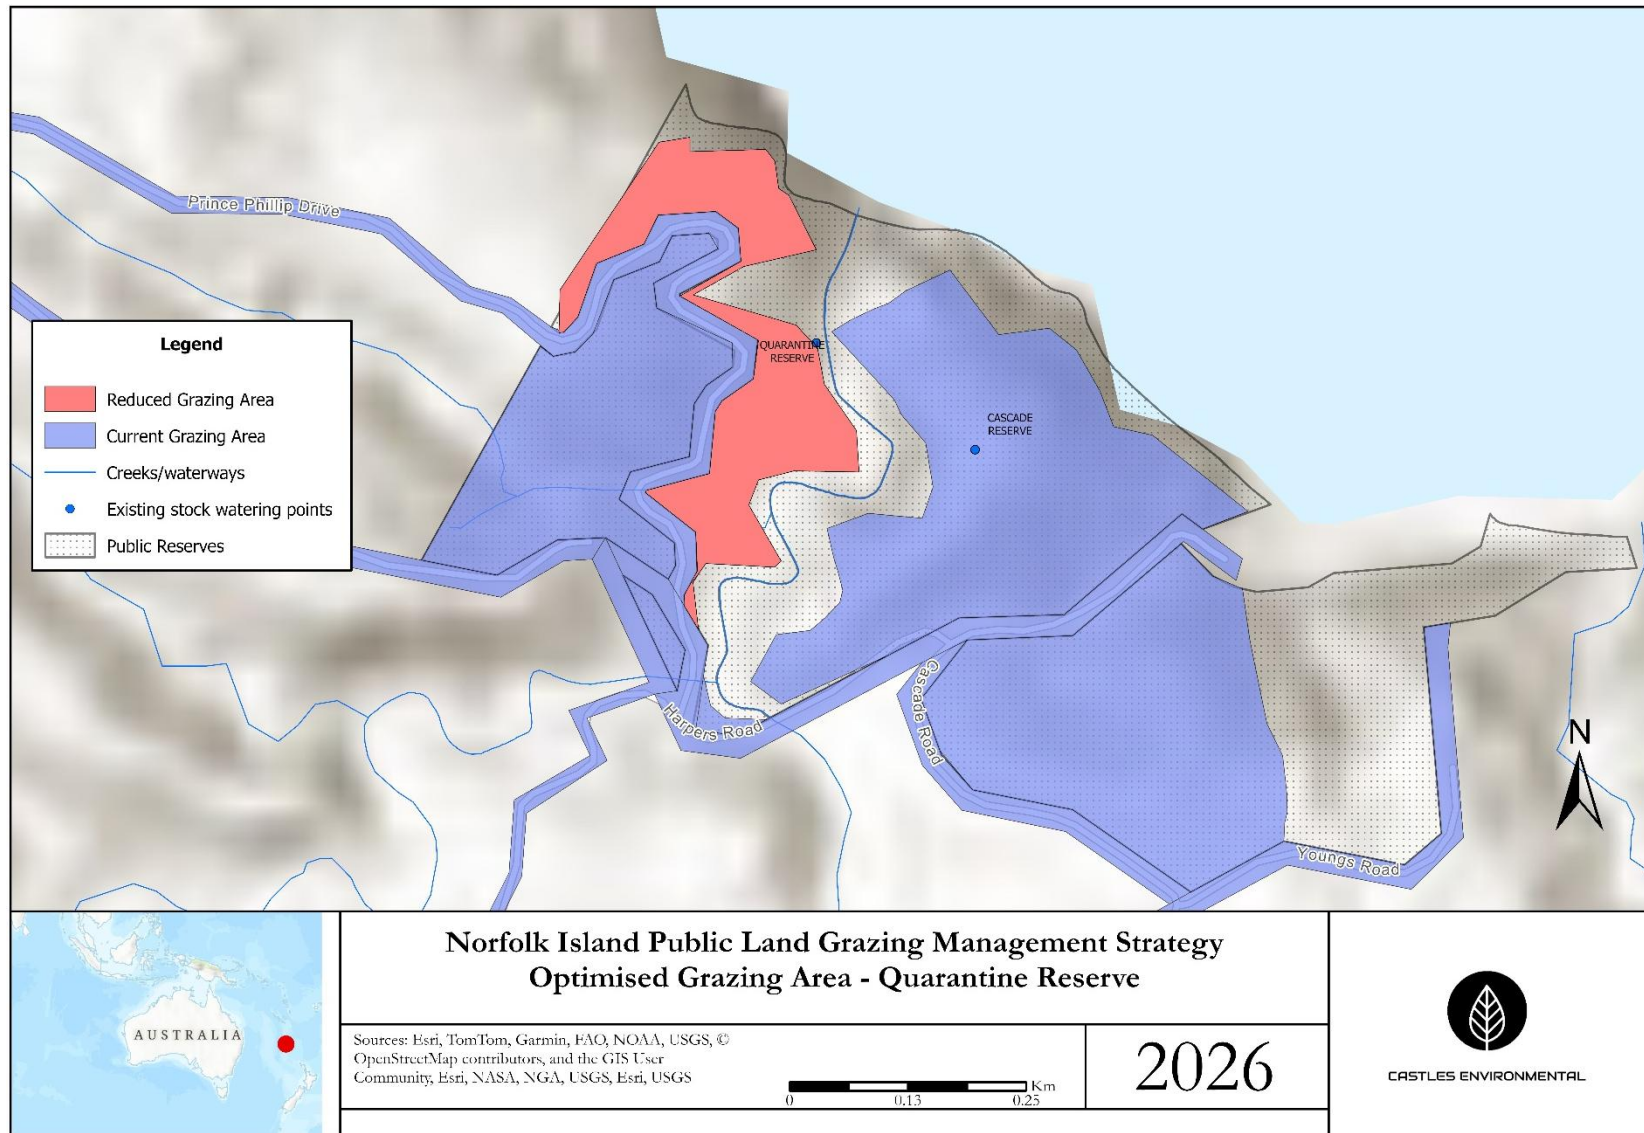 Prince Phillip Drive
QUARANTINE
RESERVE
CASCADE
RESERVE
Legend
Reduced Grazing Area
Current Grazing Area
Creeks/waterways
Existing stock watering points
Public Reserves
Harpers Road
Cascade Road
Youngs Road
N
AUSTRALIA
Norfolk Island Public Land Grazing Management Strategy
Optimised Grazing Area - Quarantine Reserve
Sources: Esri, TomTom, Garmin, FAO, NOAA, USGS, ©
OpenStreetMap contributors, and the GIS User
Community, Esri, NASA, NGA, USGS, Esri, USGS
Km
0 0.13 0.25
2026
CASTLES ENVIRONMENTAL